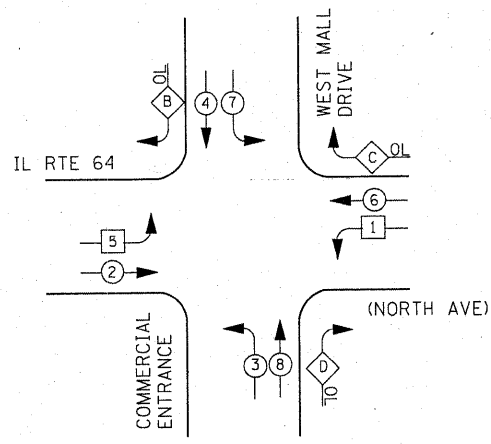 OL
B
4
7
WEST MALL
DRIVE
C
OL
IL RTE 64
6
1
5
2
(NORTH AVE)
COMMERCIAL
ENTRANCE
3
8
D
OL